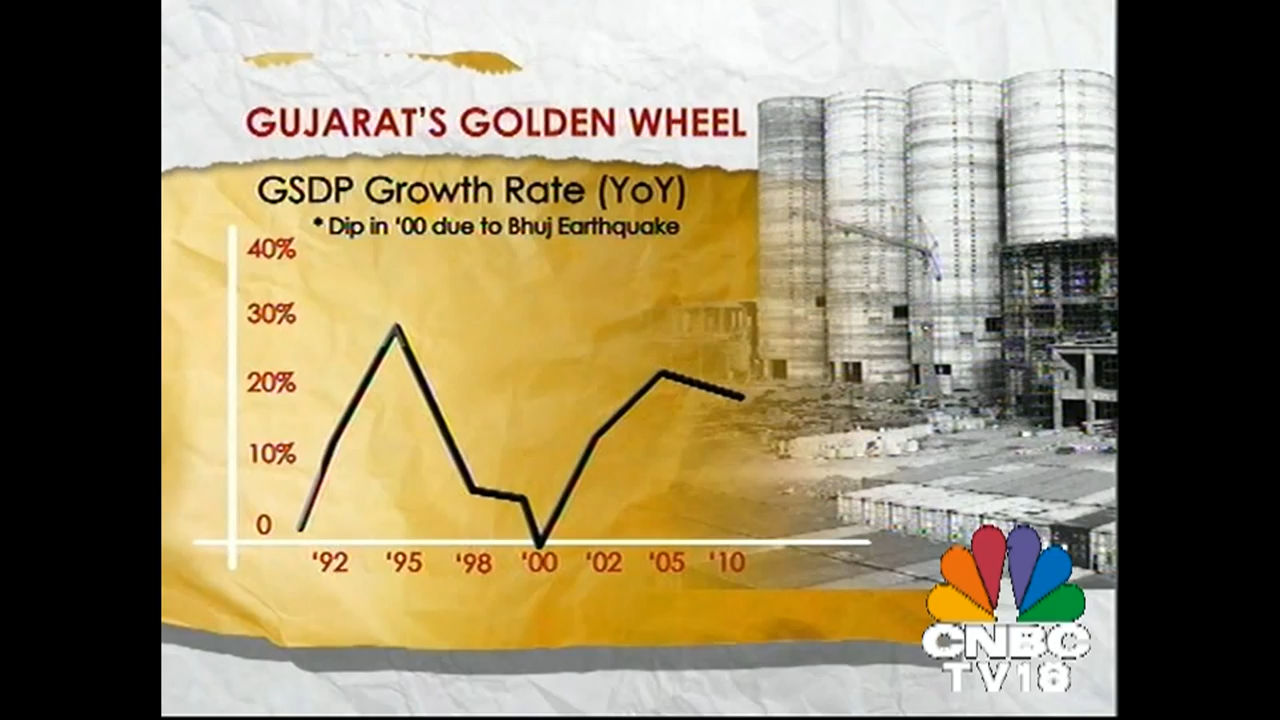 GUJARAT'S GOLDEN WHEEL
GSDP Growth Rate (YoY)
* Dip in '00 due to Bhuj Earthquake
40%
30%
20%
10%
0
'92 '95 '98 '00 '02 '05 '10
CNBC
TV18